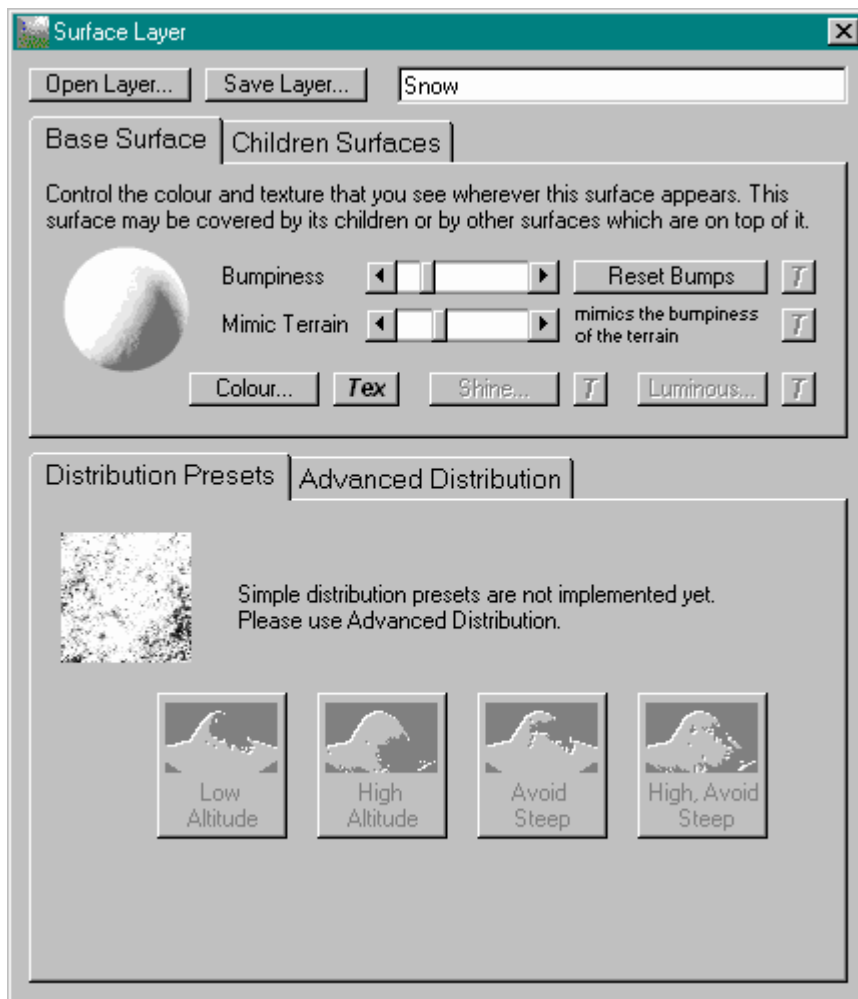 Surface Layer
Open Layer... Save Layer... Snow
Base Surface Children Surfaces
Control the colour and texture that you see wherever this surface appears. This
surface may be covered by its children or by other surfaces which are on top of it.
Bumpiness Reset Bumps T
Mimic Terrain mimics the bumpiness
of the terrain T
Colour... Tex Shine... T Luminous... T
Distribution Presets Advanced Distribution
Simple distribution presets are not implemented yet.
Please use Advanced Distribution.
Low
Altitude
High
Altitude
Avoid
Steep
High, Avoid
Steep